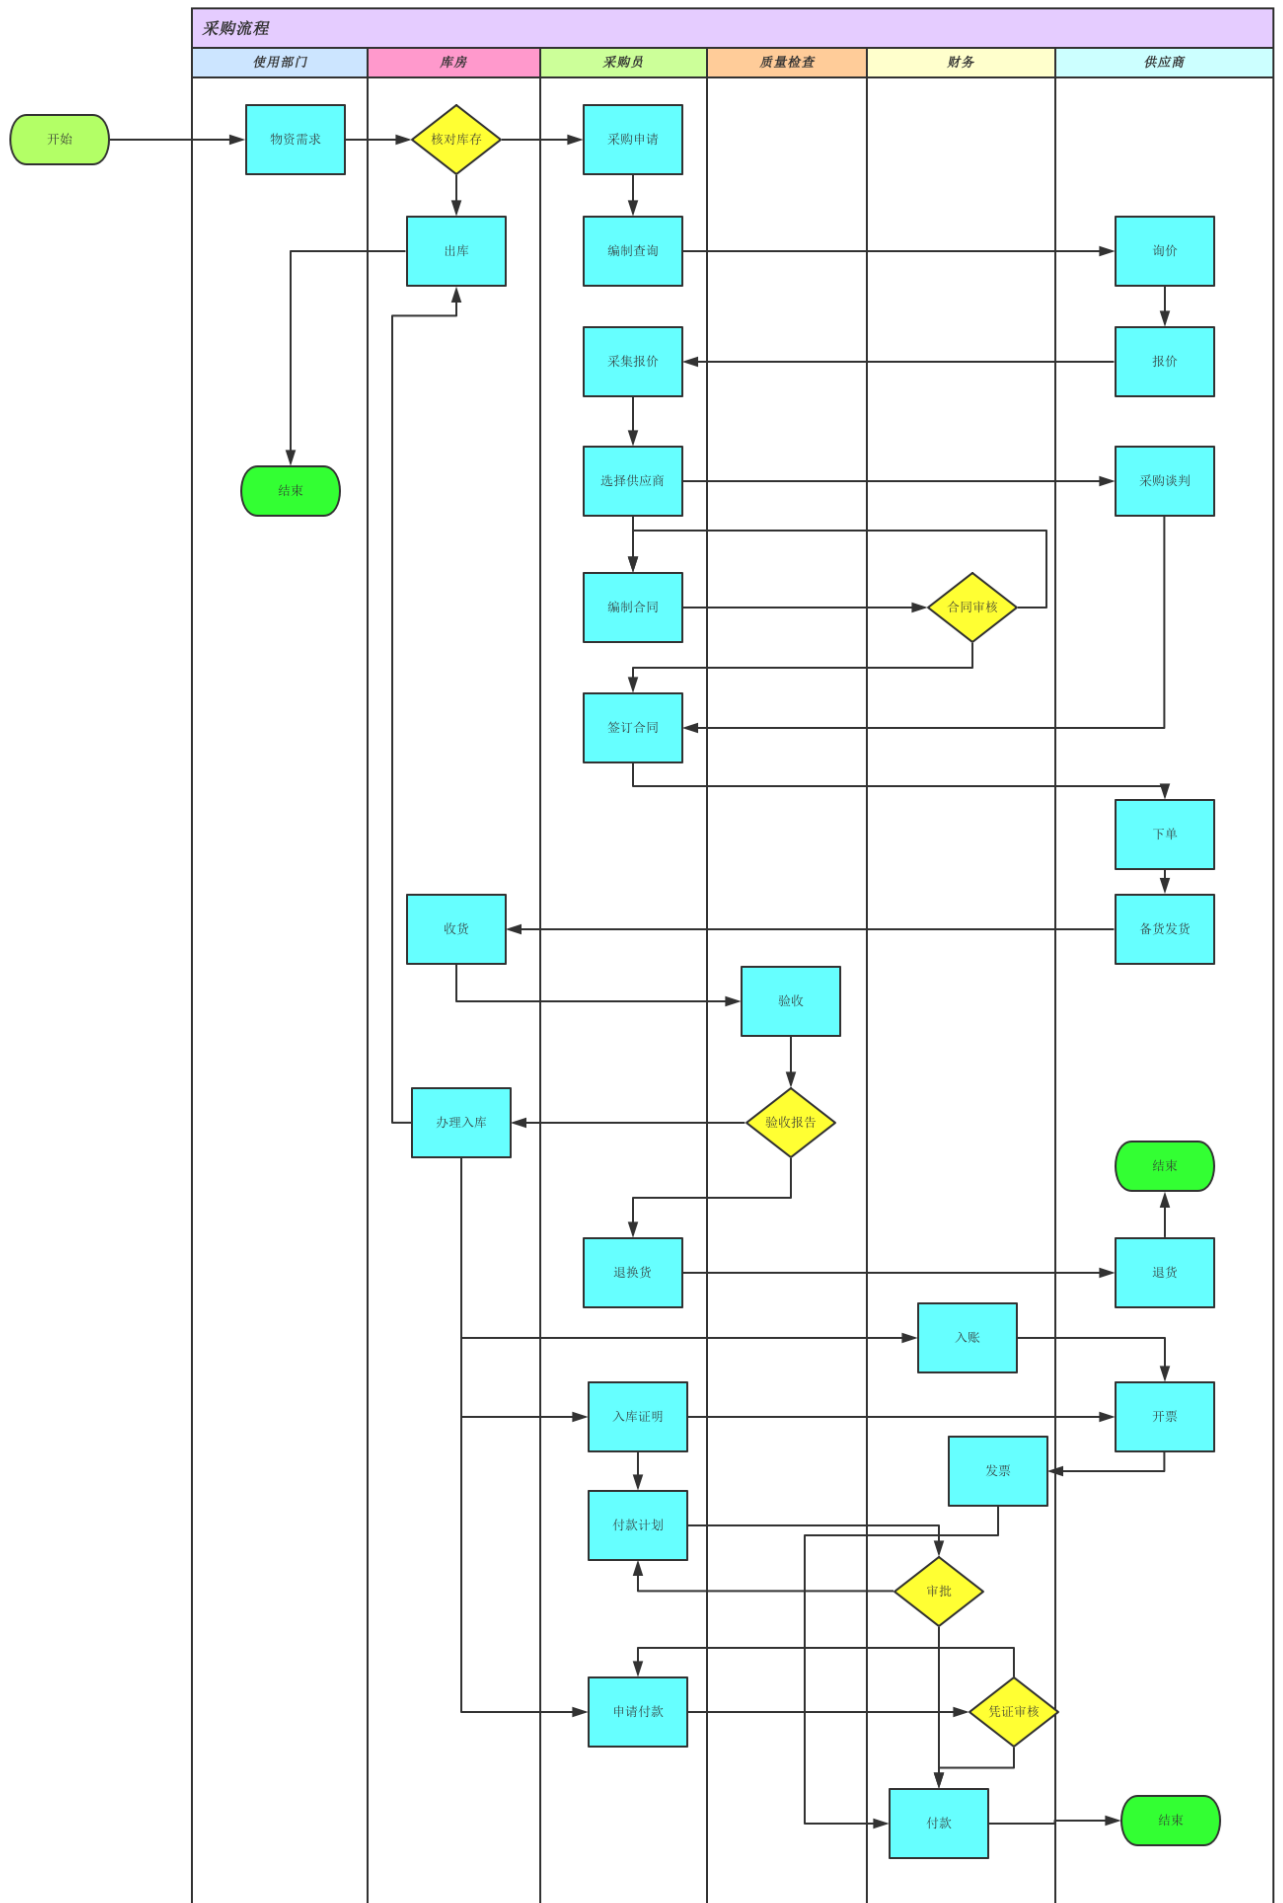 采购流程
使用部门
库房
采购员
质量检查
财务
供应商
开始
物资需求
核对库存
采购申请
出库
编制查询
询价
采集报价
报价
选择供应商
采购谈判
结束
编制合同
合同审核
签订合同
下单
收货
备货发货
验收
办理入库
验收报告
结束
退换货
退货
入账
入库证明
开票
发票
付款计划
审批
申请付款
凭证审核
付款
结束